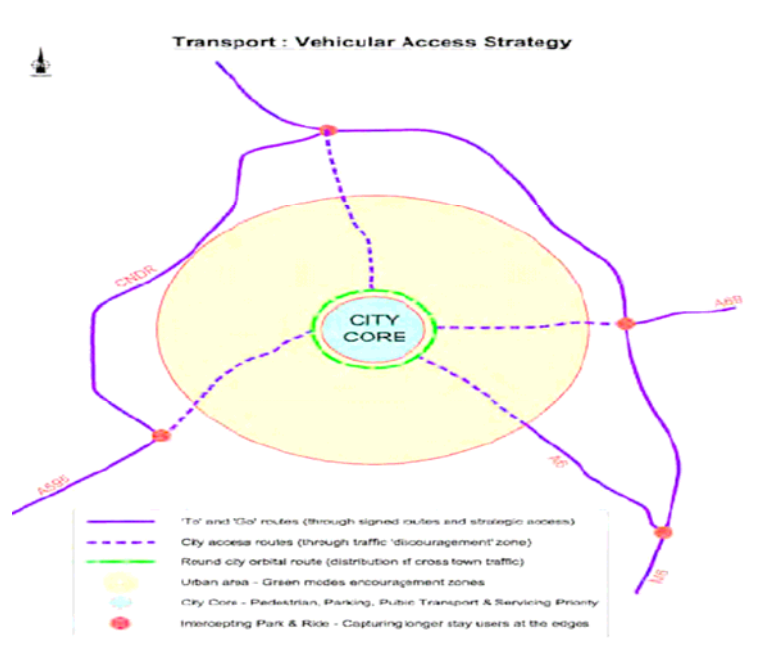 Transport : Vehicular Access Strategy
CNDR
A69
CITY
CORE
A595
A6
'To' and 'Go' routes (through signed routes and strategic access)
City access routes (through traffic 'discouragement' zone)
Round city orbital route (distribution of cross town traffic)
Urban area - Green modes encouragement zones
City Core - Pedestrian, Parking, Pubic Transport & Servicing Priority
Intercepting Park & Ride - Capturing longer stay users at the edges